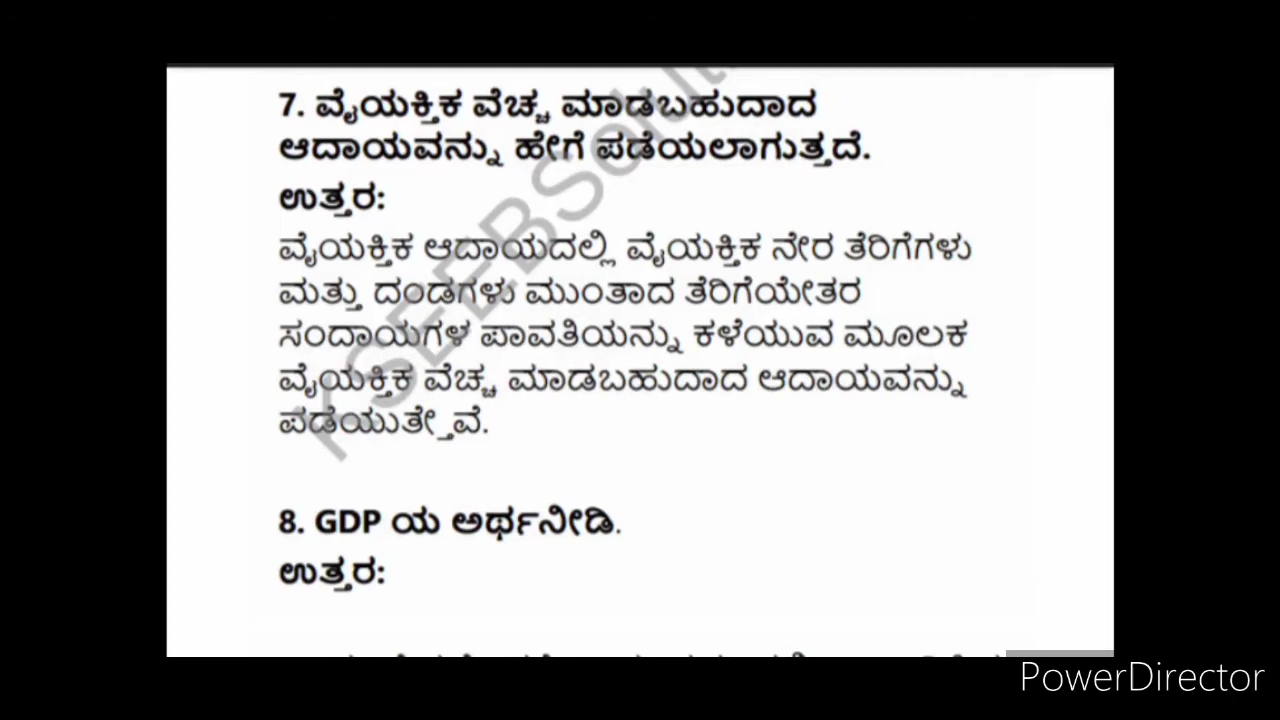 7. ವೈಯಕ್ತಿಕ ವೆಚ್ಚ ಮಾಡಬಹುದಾದ
ಆದಾಯವನ್ನು ಹೇಗೆ ಪಡೆಯಲಾಗುತ್ತದೆ.
ಉತ್ತರ:
ವೈಯಕ್ತಿಕ ಆದಾಯದಲ್ಲಿ ವೈಯಕ್ತಿಕ ನೇರ ತೆರಿಗೆಗಳು
ಮತ್ತು ದಂಡಗಳು ಮುಂತಾದ ತೆರಿಗೆಯೇತರ
ಸಂದಾಯಗಳ ಪಾವತಿಯನ್ನು ಕಳೆಯುವ ಮೂಲಕ
ವೈಯಕ್ತಿಕ ವೆಚ್ಚ ಮಾಡಬಹುದಾದ ಆದಾಯವನ್ನು
ಪಡೆಯುತ್ತೇವೆ.
8. GDP ಯ ಅರ್ಥನೀಡಿ.
ಉತ್ತರ:
PowerDirector